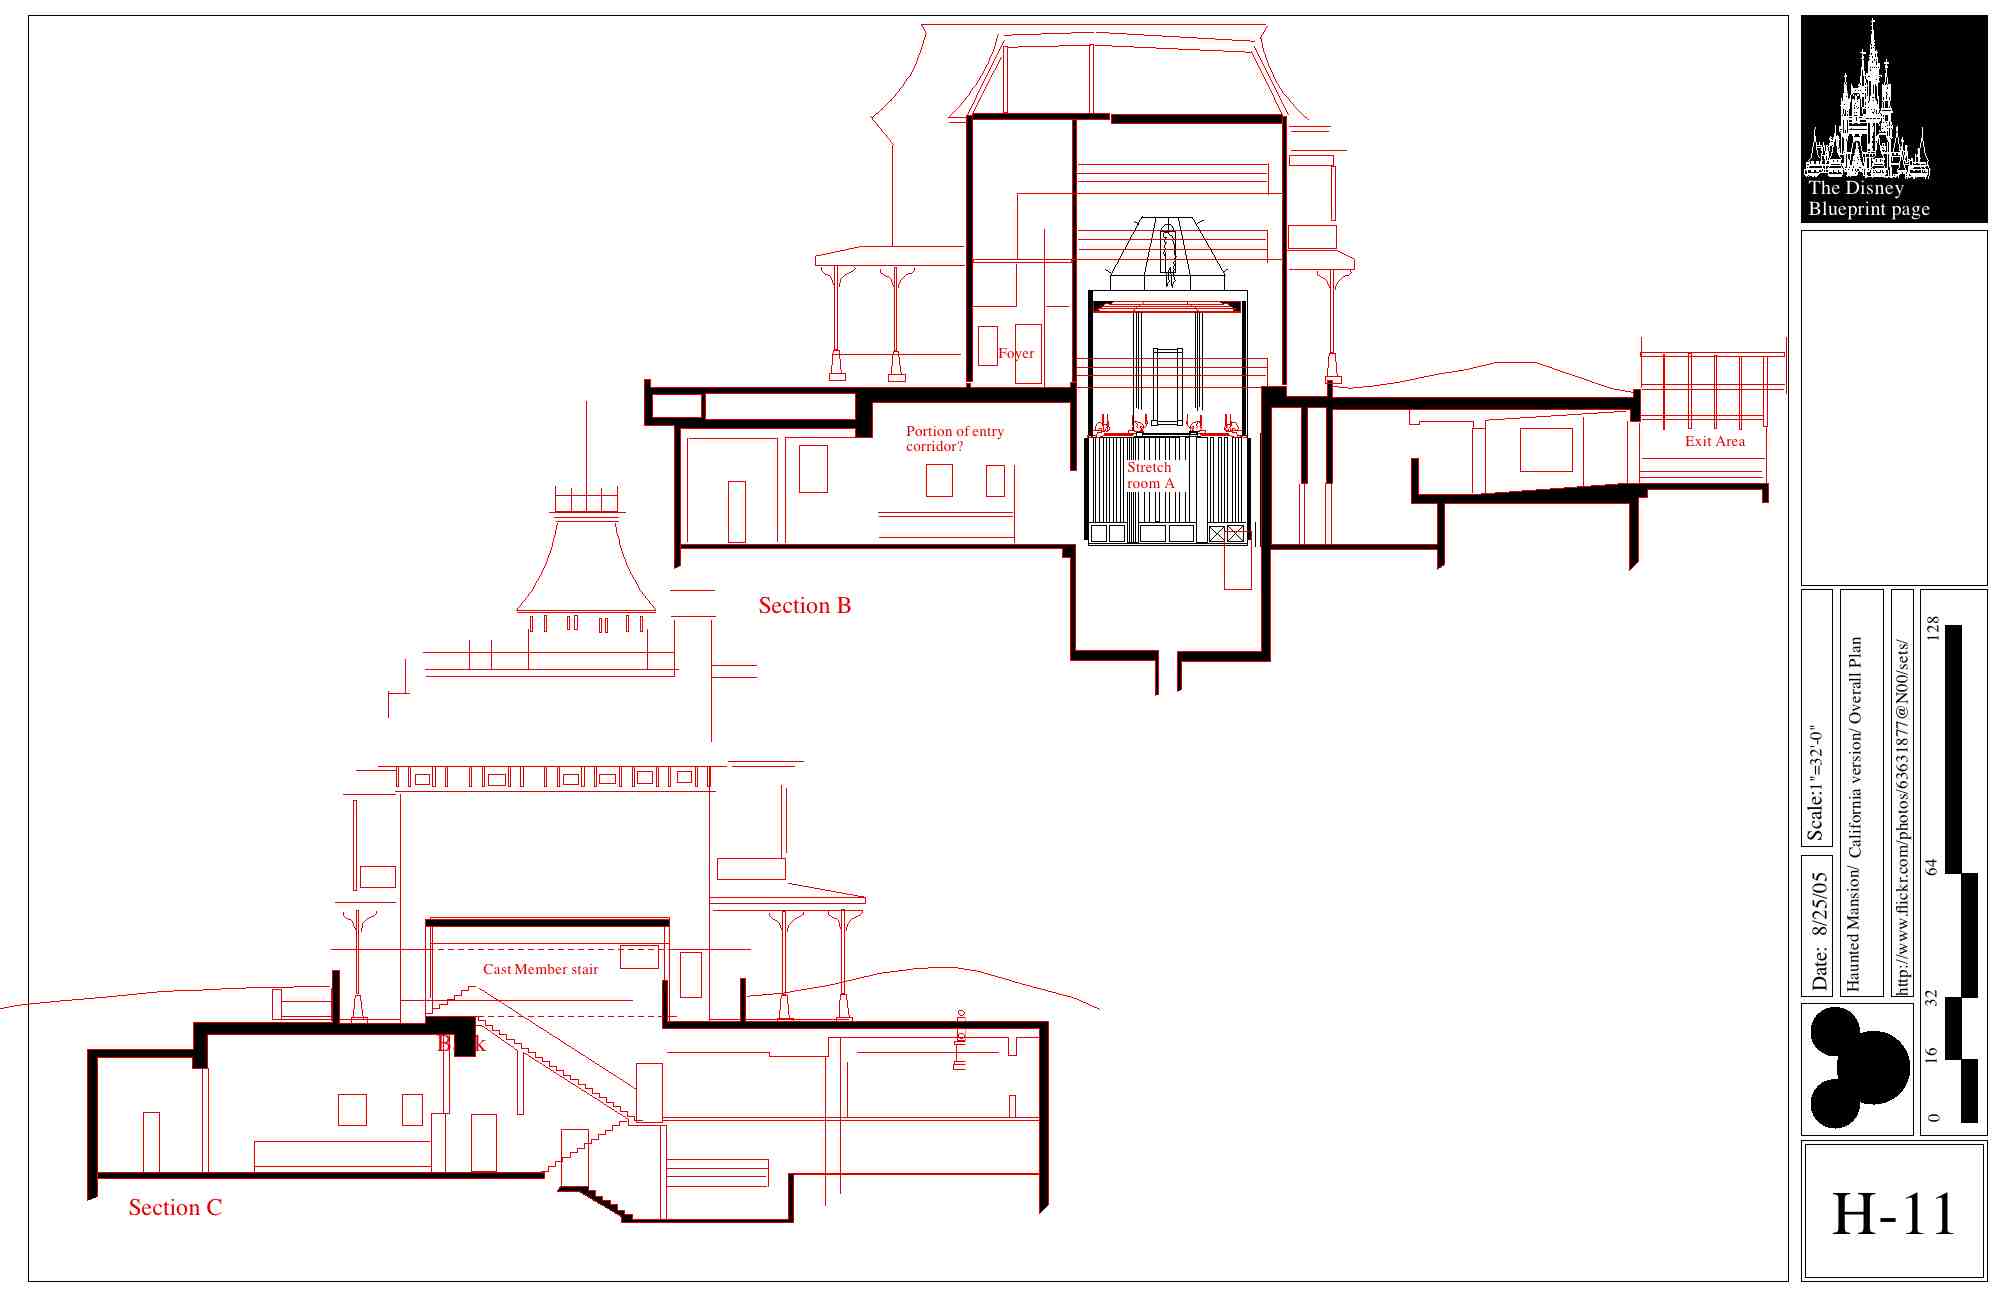 Foyer
Portion of entry
corridor?
Stretch
room A
Exit Area
Section B
Cast Member stair
Section C
The Disney
Blueprint page
Scale:1"=32'-0"
Date: 8/25/05
Haunted Mansion/ California version/ Overall Plan
http://www.flickr.com/photos/63631877@N00/sets/
128
64
32
16
0
H-11